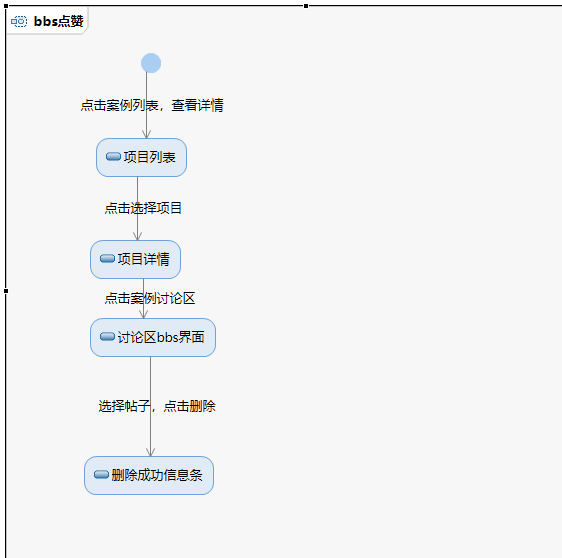 bbs点赞
点击案例列表，查看详情
项目列表
点击选择项目
项目详情
点击案例讨论区
讨论区bbs界面
选择帖子，点击删除
删除成功信息条